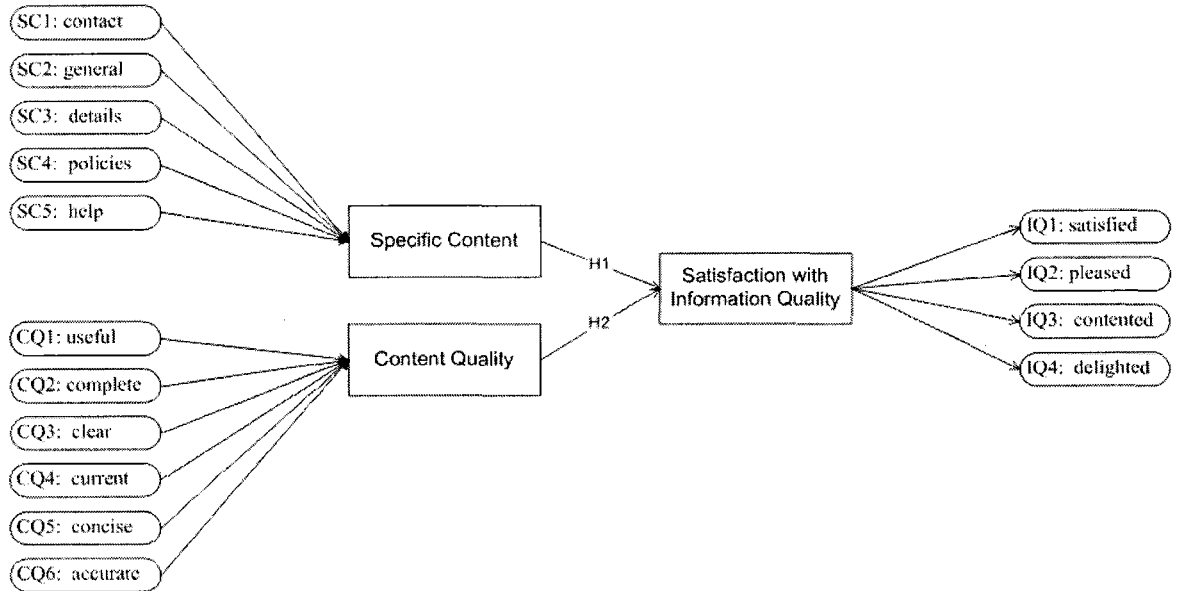 SC1: contact
SC2: general
SC3: details
SC4: policies
SC5: help
Specific Content
H1
CQ1: useful
CQ2: complete
CQ3: clear
CQ4: current
CQ5: concise
CQ6: accurate
Content Quality
H2
Satisfaction with
Information Quality
IQ1: satisfied
IQ2: pleased
IQ3: contented
IQ4: delighted